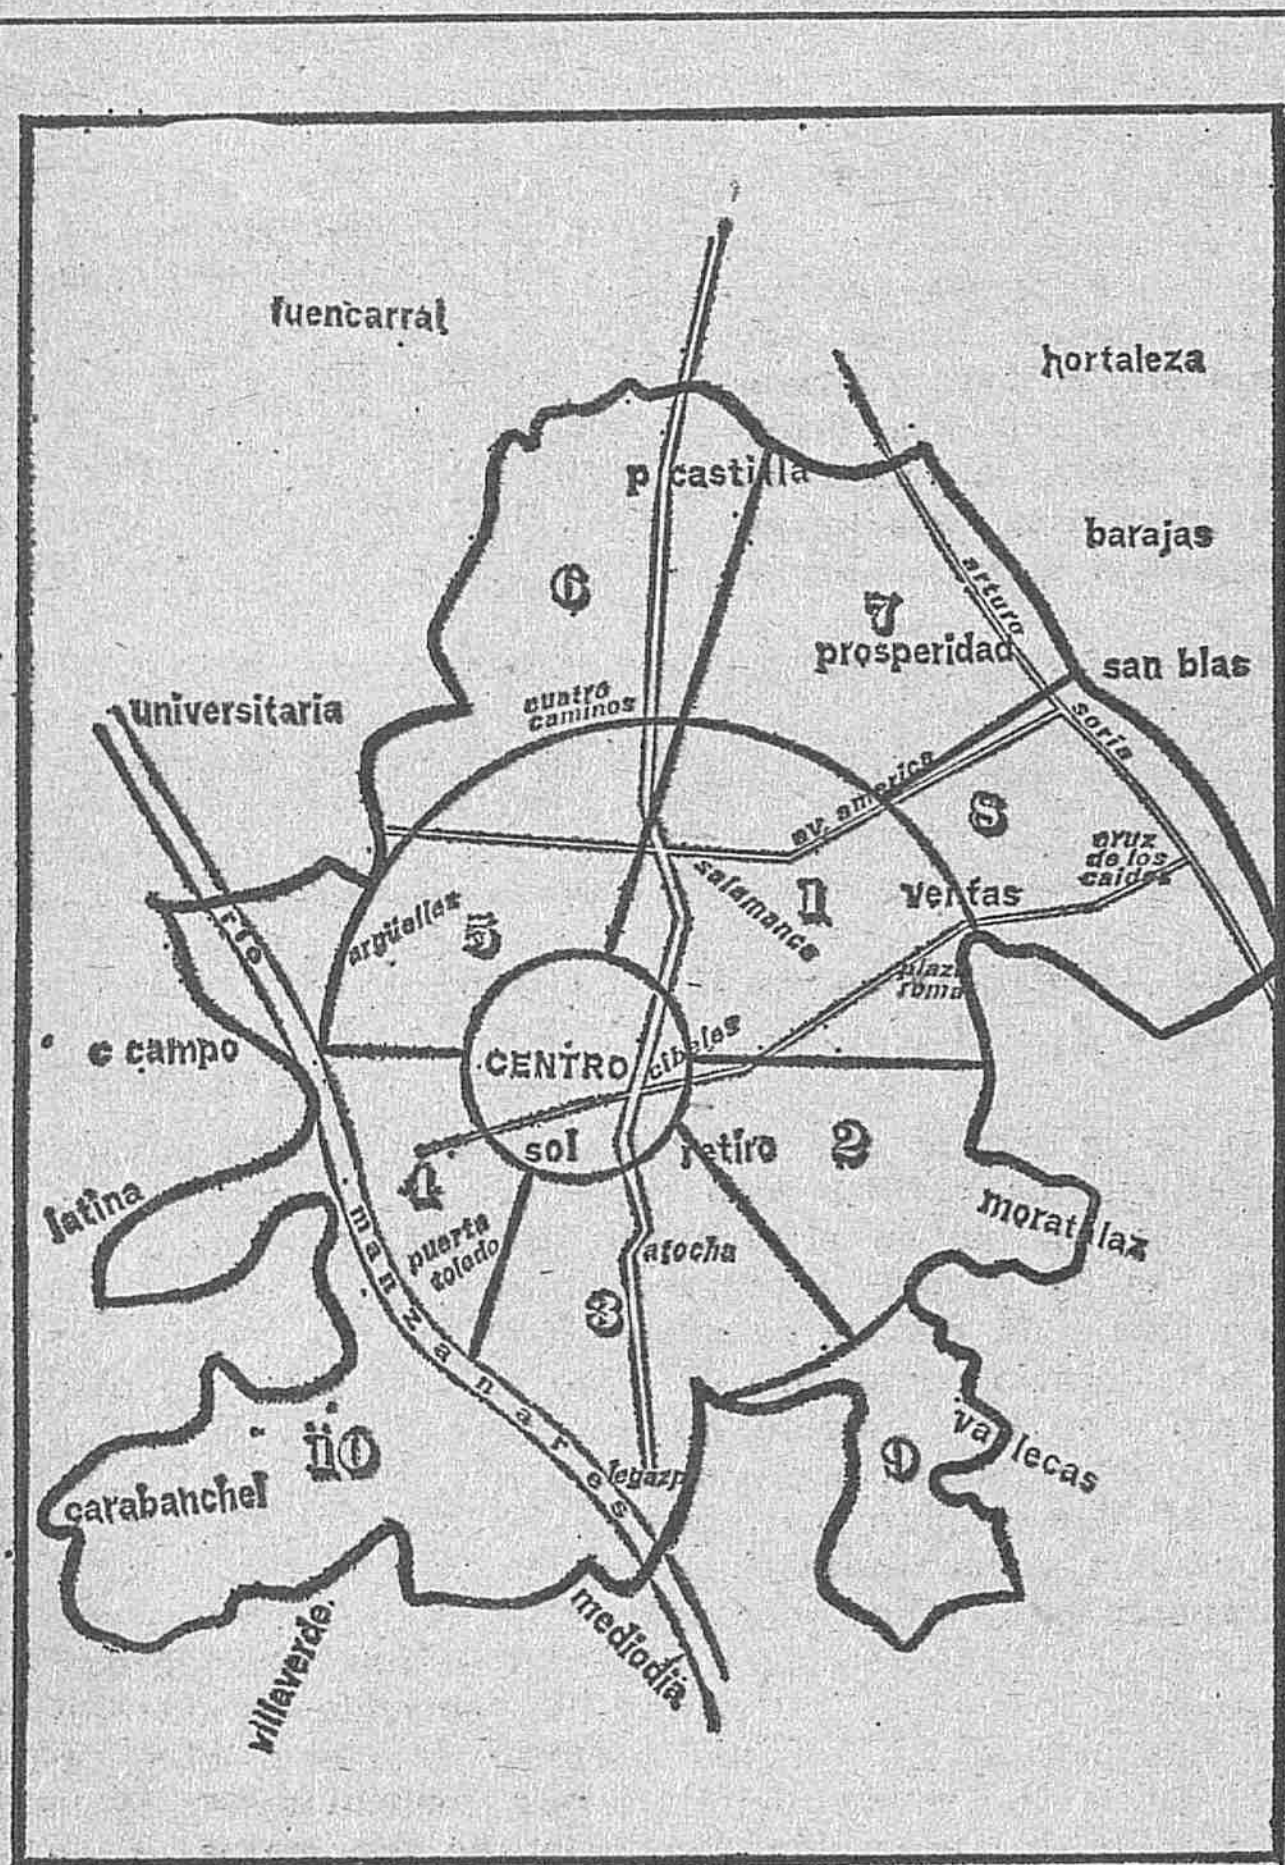 fuencarral
hortaleza
p castilla
barajas
6
arturo
7
prosperidad
san blas
cuatro
caminos
universitaria
soria
av. america
8
cruz
de los
caidos
salamanca
1
ventas
argüelles
5
rio
plaza
roma
c campo
CENTRO
cibeles
sol
retiro
2
4
latina
moratalaz
manzanares
puerta
toledo
atocha
3
vallecas
10
9
legazpi
carabanchel
villaverde.
mediodia